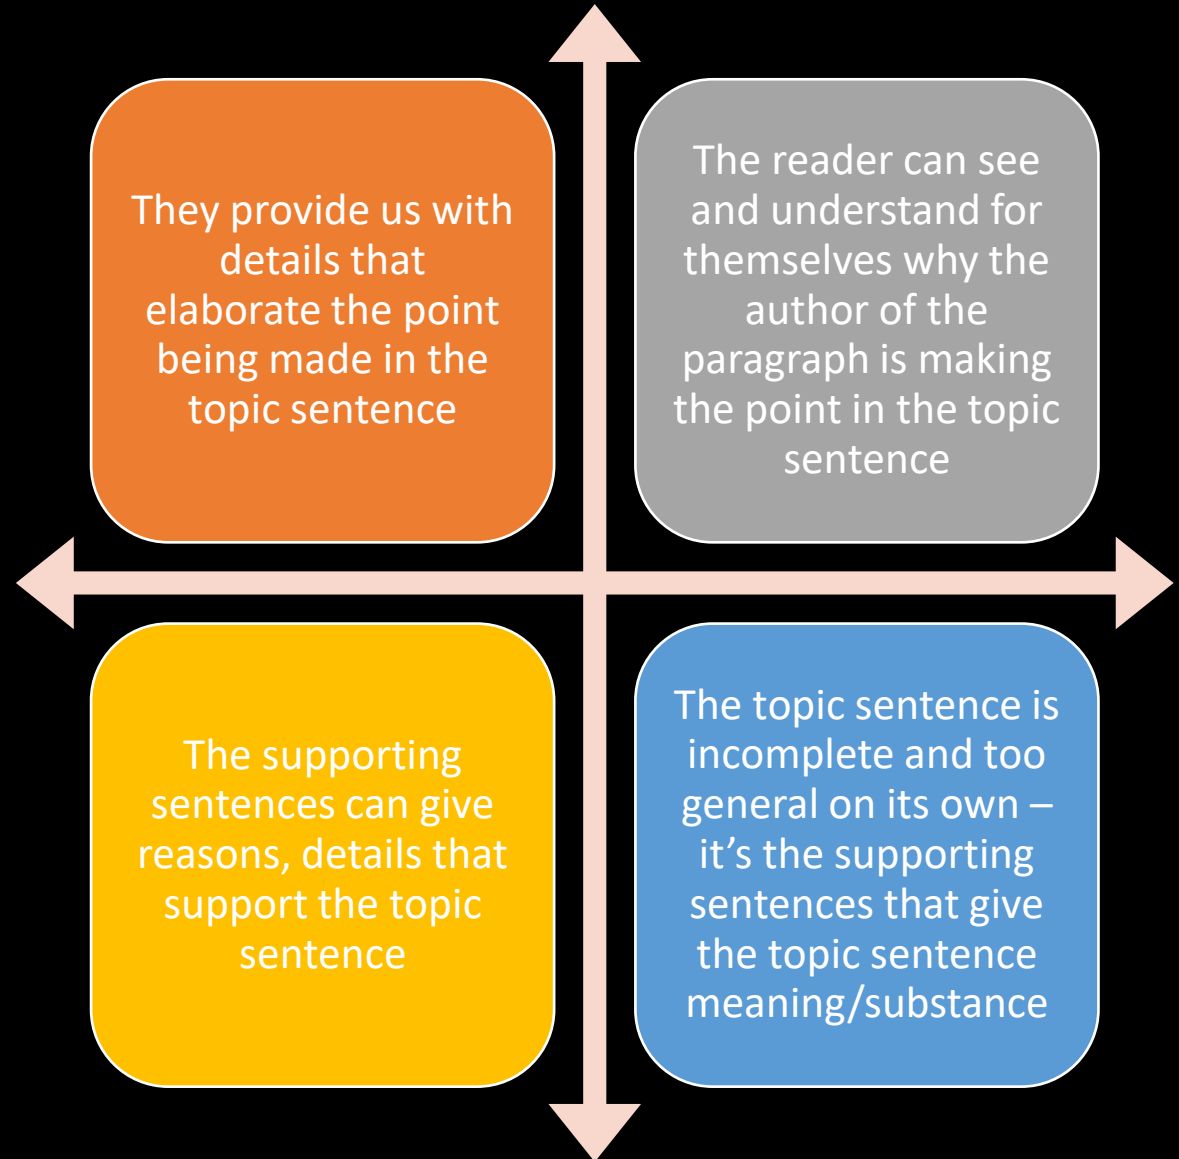 They provide us with
details that
elaborate the point
being made in the
topic sentence
The reader can see
and understand for
themselves why the
author of the
paragraph is making
the point in the topic
sentence
The supporting
sentences can give
reasons, details that
support the topic
sentence
The topic sentence is
incomplete and too
general on its own –
it’s the supporting
sentences that give
the topic sentence
meaning/substance